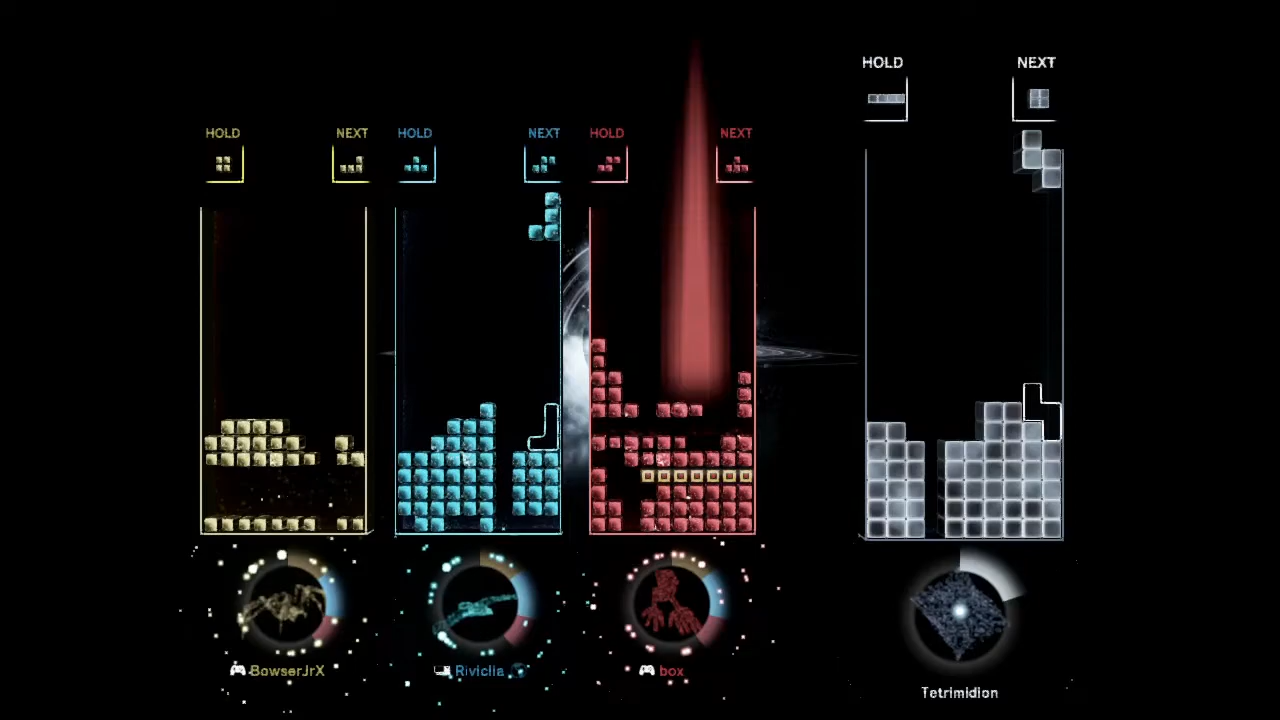 HOLD NEXT
HOLD NEXT
HOLD NEXT
HOLD NEXT
BowserJrX
Riviclia
box
Tetrimidion